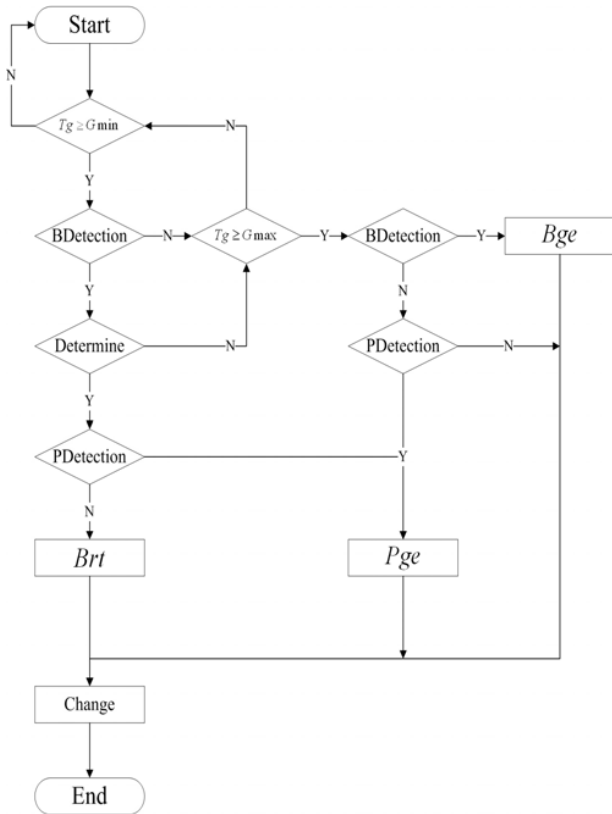 Start
N
Tg ≥ Gmin
N
Y
BDetection
N
Tg ≥ Gmax
Y
BDetection
Y
Bge
Y
N
Determine
N
PDetection
N
Y
PDetection
Y
N
Brt
Pge
Change
End